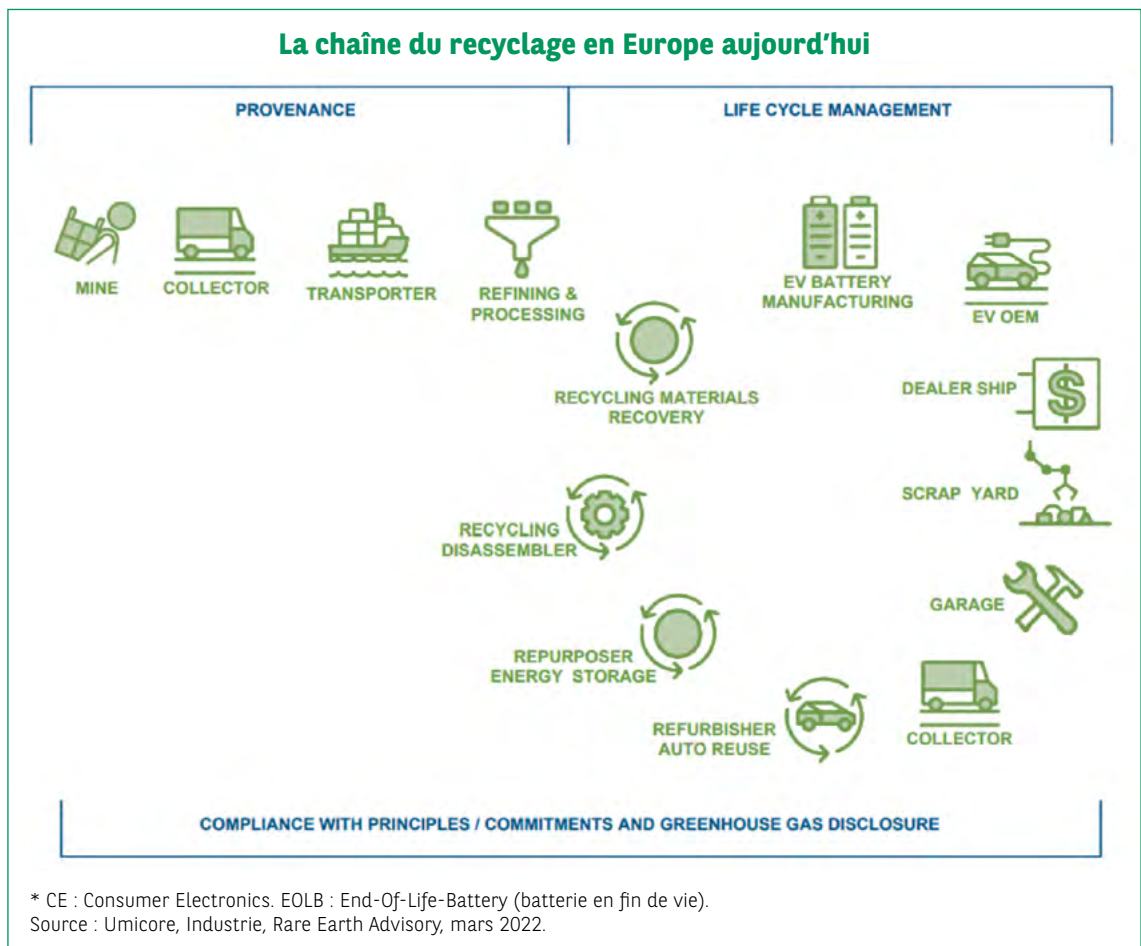 La chaîne du recyclage en Europe aujourd'hui
PROVENANCE
LIFE CYCLE MANAGEMENT
MINE
COLLECTOR
TRANSPORTER
REFINING &
PROCESSING
EV BATTERY
MANUFACTURING
EV OEM
RECYCLING MATERIALS
RECOVERY
DEALER SHIP
$
SCRAP YARD
RECYCLING
DISASSEMBLER
GARAGE
REPURPOSER
ENERGY STORAGE
REFURBISHER
AUTO REUSE
COLLECTOR
COMPLIANCE WITH PRINCIPLES / COMMITMENTS AND GREENHOUSE GAS DISCLOSURE
* CE : Consumer Electronics. EOLB : End-Of-Life-Battery (batterie en fin de vie).
Source : Umicore, Industrie, Rare Earth Advisory, mars 2022.